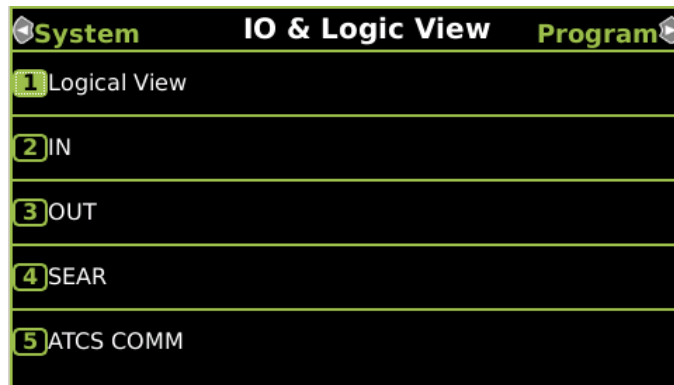 System IO & Logic View Program
1 Logical View
2 IN
3 OUT
4 SEAR
5 ATCS COMM